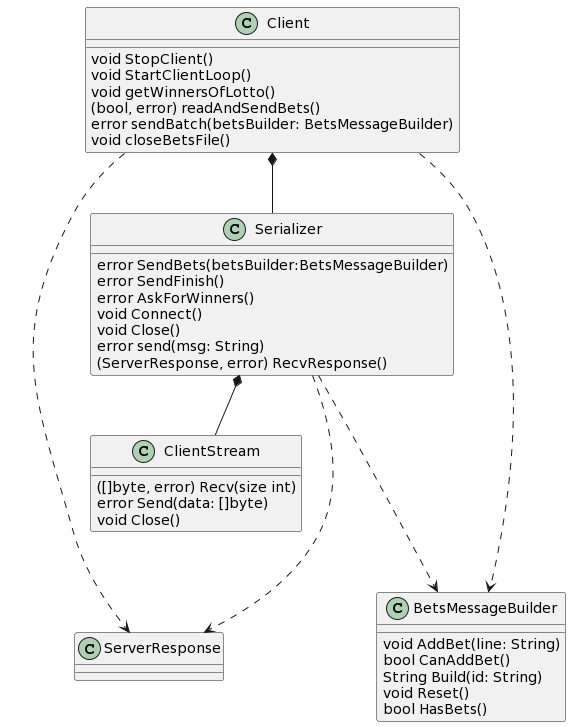 C Client
void StopClient()
void StartClientLoop()
void getWinnersOfLotto()
(bool, error) readAndSendBets()
error sendBatch(betsBuilder: BetsMessageBuilder)
void closeBetsFile()
C Serializer
error SendBets(betsBuilder:BetsMessageBuilder)
error SendFinish()
error AskForWinners()
void Connect()
void Close()
error send(msg: String)
(ServerResponse, error) RecvResponse()
C ClientStream
([]byte, error) Recv(size int)
error Send(data: []byte)
void Close()
C ServerResponse
C BetsMessageBuilder
void AddBet(line: String)
bool CanAddBet()
String Build(id: String)
void Reset()
bool HasBets()